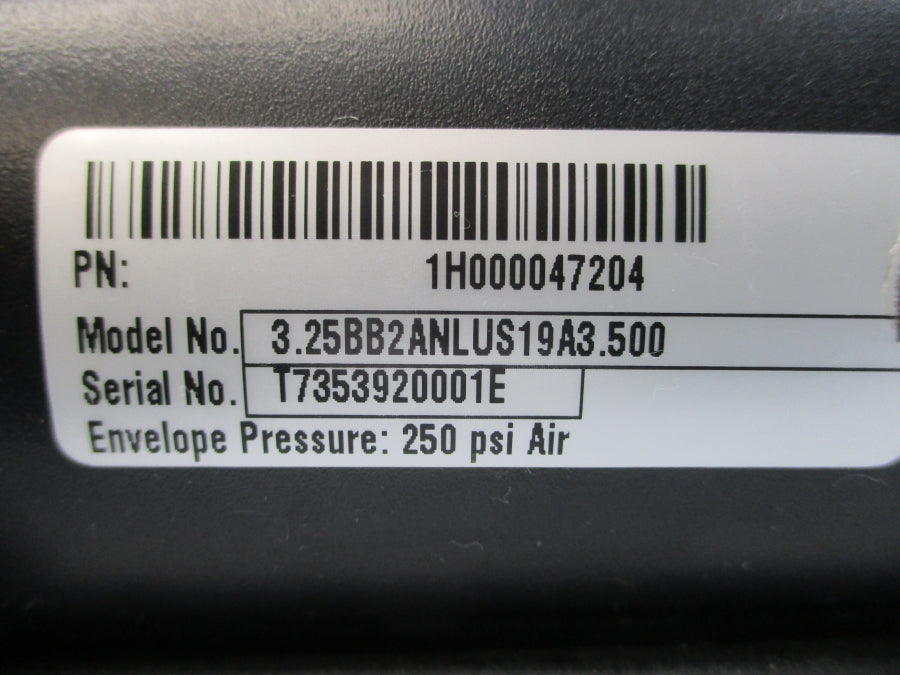 PN: 1H000047204
Model No. 3.25BB2ANLUS19A3.500
Serial No. T7353920001E
Envelope Pressure: 250 psi Air